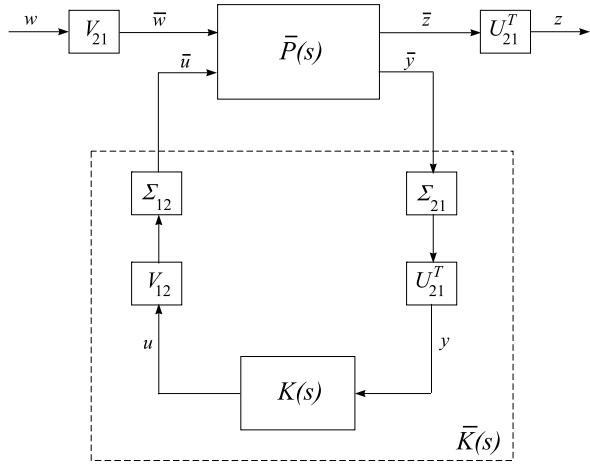 w
V₂₁
w̄
P̄(s)
z̄
U₂₁ᵀ
z
ū
ȳ
Σ₁₂
Σ₂₁
V₁₂
U₂₁ᵀ
u
y
K(s)
K̄(s)